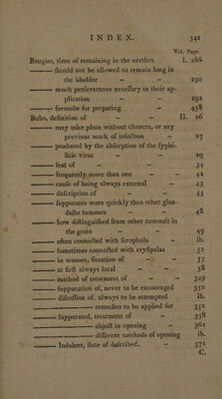 INDEX. 541
Vol. Page.
Bougies, time of remaining in the urethra I. 286
——— should not be allowed to remain long in
the bladder - - 290
——— much perseverance necessary in their ap-
plication - - 292
——— formulæ for preparing - 458
Bubo, definition of - - II. 26
——— may take place without chancre, or any
previous mark of infection - 27
——— produced by the absorption of the syphi-
litic virus - - 29
——— seat of - - 34
——— frequently more than one - - 42
——— cause of being always external - 43
——— description of - - 45
——— suppurates more quickly than other glan-
dular tumours - - 48
——— how distinguished from other tumours in
the groin - - 49
——— often connected with scrophula - ib.
——— sometimes connected with erysipelas 52
——— in women, situation of - 57
——— at first always local - - 58
——— method of treatment of - - 349
——— suppuration of, never to be encouraged 350
——— discussion of, always to be attempted ib.
——— remedies to be applied for 352
——— suppurated, treatment of - 358
——— object in opening - 361
——— different methods of opening ib.
——— Indolent, state of described. - 371
C.